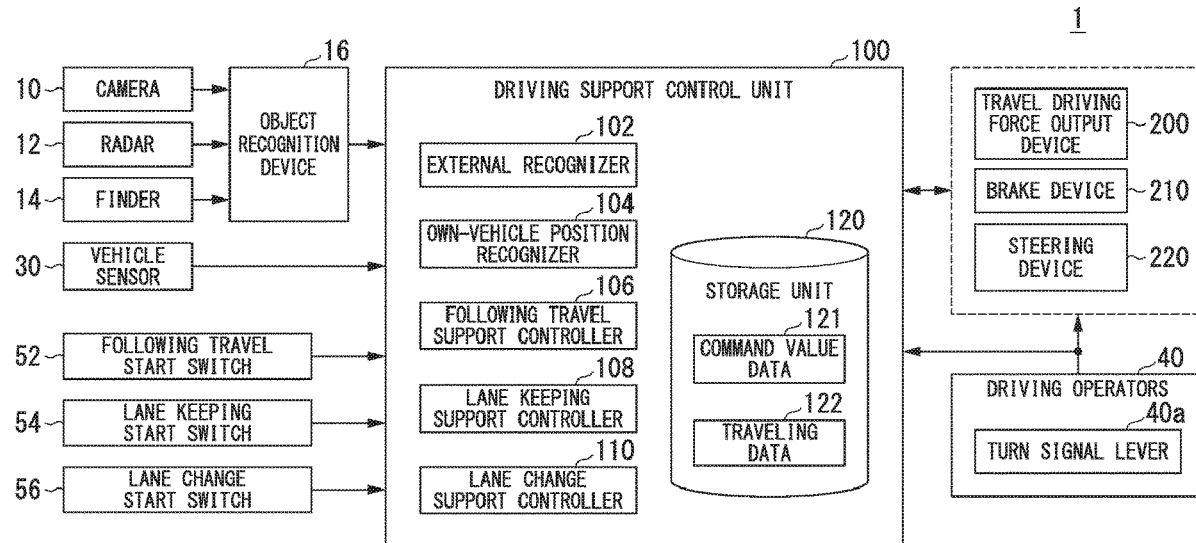 1
16
100
10
CAMERA
OBJECT
RECOGNITION
DEVICE
DRIVING SUPPORT CONTROL UNIT
TRAVEL DRIVING
FORCE OUTPUT
DEVICE
200
12
RADAR
102
EXTERNAL RECOGNIZER
14
FINDER
BRAKE DEVICE
210
104
OWN-VEHICLE POSITION
RECOGNIZER
120
STEERING
DEVICE
220
30
VEHICLE
SENSOR
STORAGE UNIT
106
FOLLOWING TRAVEL
SUPPORT CONTROLLER
121
COMMAND VALUE
DATA
52
FOLLOWING TRAVEL
START SWITCH
40
DRIVING OPERATORS
108
LANE KEEPING
SUPPORT CONTROLLER
54
LANE KEEPING
START SWITCH
122
TRAVELING
DATA
40a
TURN SIGNAL LEVER
110
LANE CHANGE
SUPPORT CONTROLLER
56
LANE CHANGE
START SWITCH